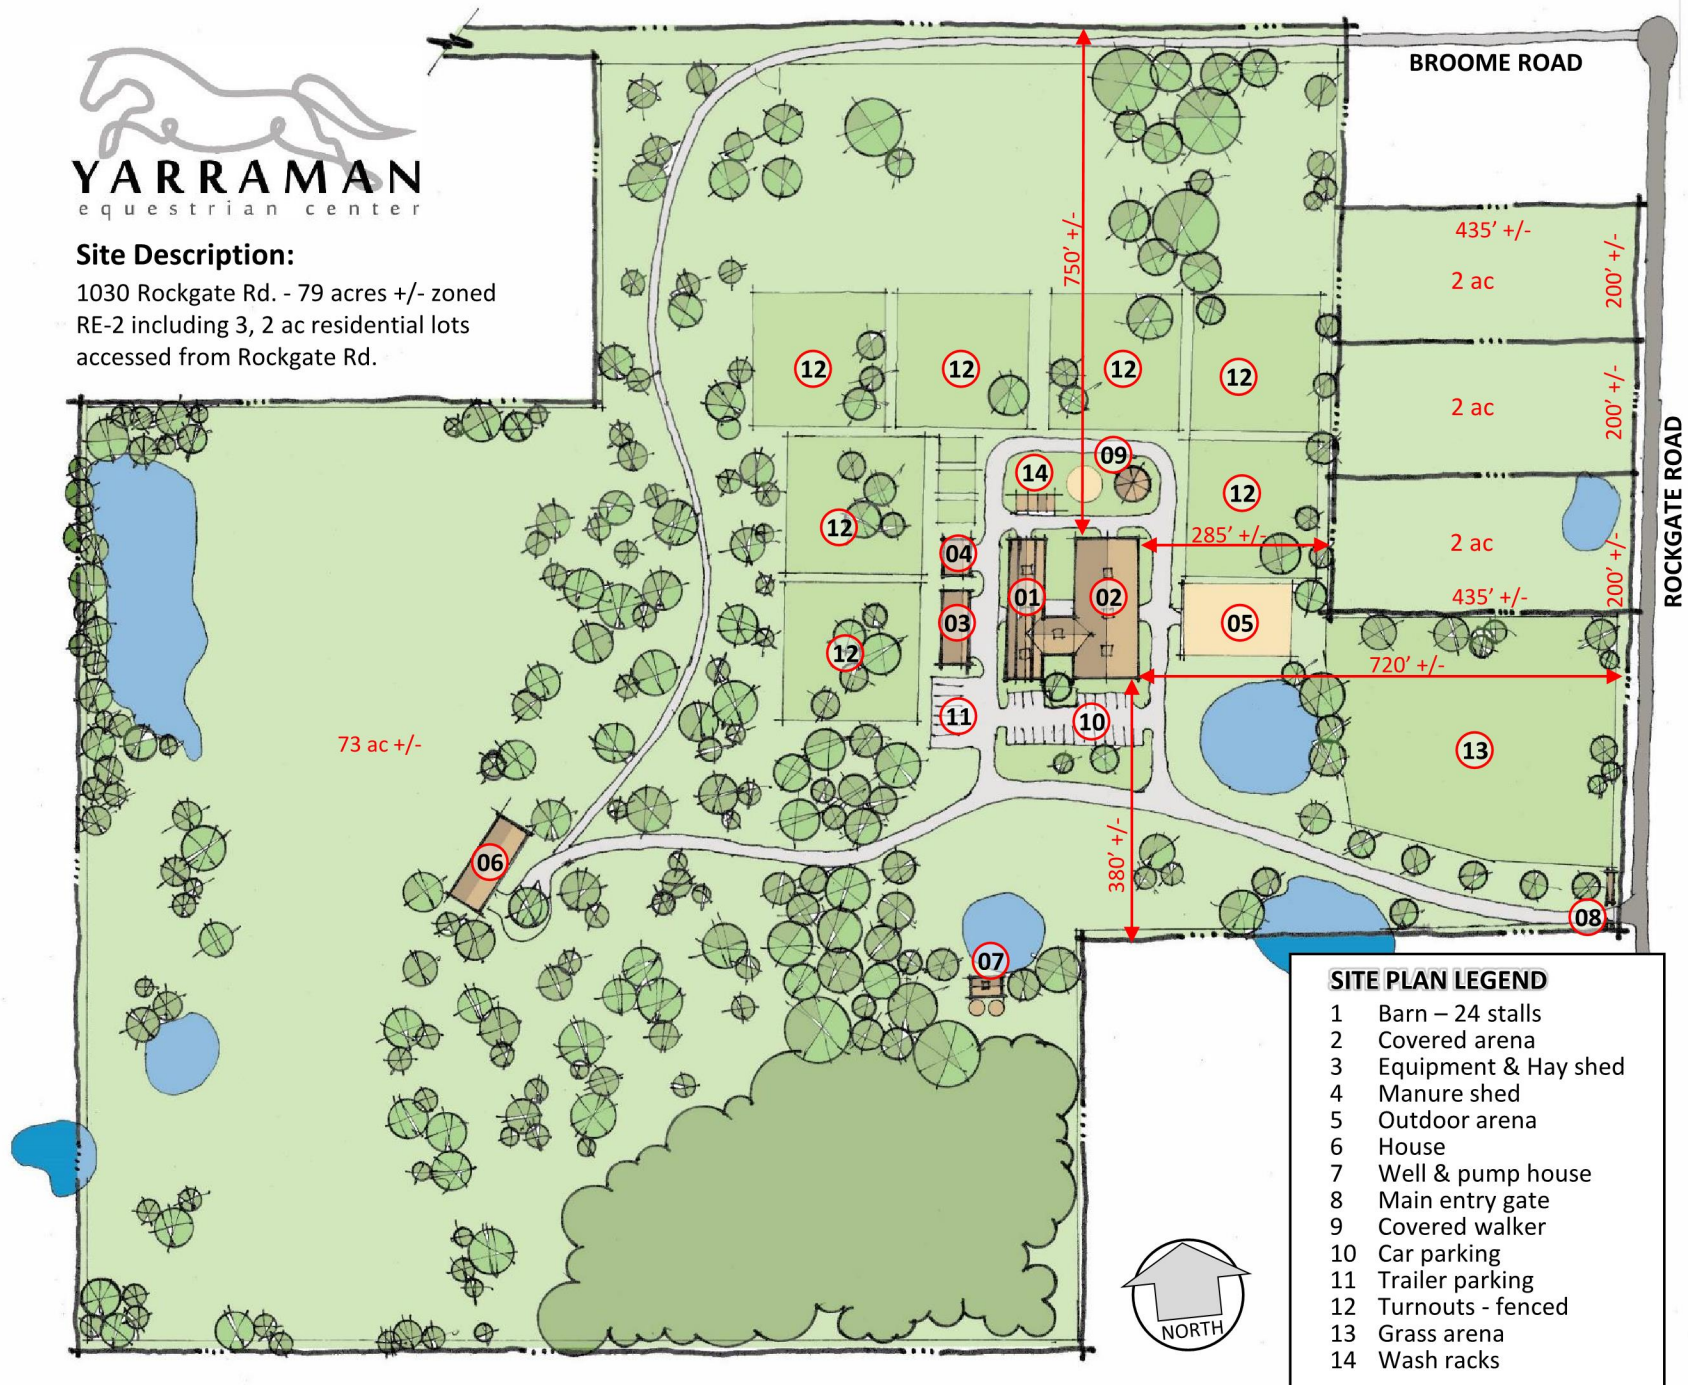 YARRAMAN
equestrian center
Site Description:
1030 Rockgate Rd. - 79 acres +/- zoned
RE-2 including 3, 2 ac residential lots
accessed from Rockgate Rd.
BROOME ROAD
ROCKGATE ROAD
750’ +/-
435’ +/-
2 ac
200’ +/-
2 ac
200’ +/-
2 ac
200’ +/-
435’ +/-
12
12
12
12
09
14
12
12
285’ +/-
04
01
02
03
05
12
720’ +/-
11
10
13
73 ac +/-
380’ +/-
06
08
07
NORTH
SITE PLAN LEGEND
1 Barn – 24 stalls
2 Covered arena
3 Equipment & Hay shed
4 Manure shed
5 Outdoor arena
6 House
7 Well & pump house
8 Main entry gate
9 Covered walker
10 Car parking
11 Trailer parking
12 Turnouts - fenced
13 Grass arena
14 Wash racks